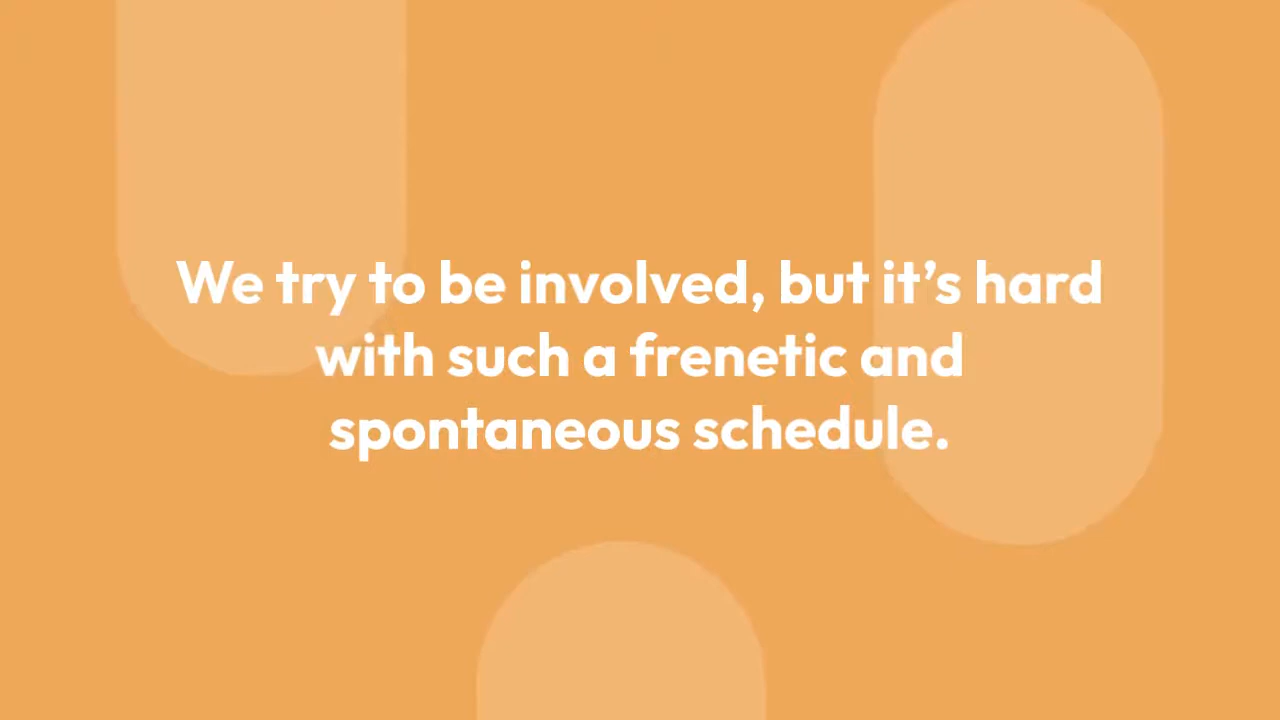 We try to be involved, but it’s hard
with such a frenetic and
spontaneous schedule.